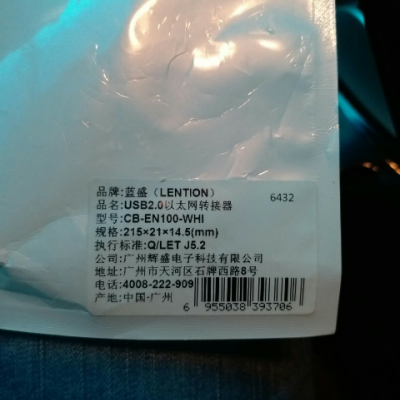 品牌:蓝盛（LENTION）
6432
品名:USB2.0以太网转接器
型号:CB-EN100-WHI
规格:215×21×14.5(mm)
执行标准:Q/LET J5.2
公司:广州辉盛电子科技有限公司
地址:广州市天河区石牌西路8号
电话:4008-222-909
产地:中国·广州
6 955038 393706